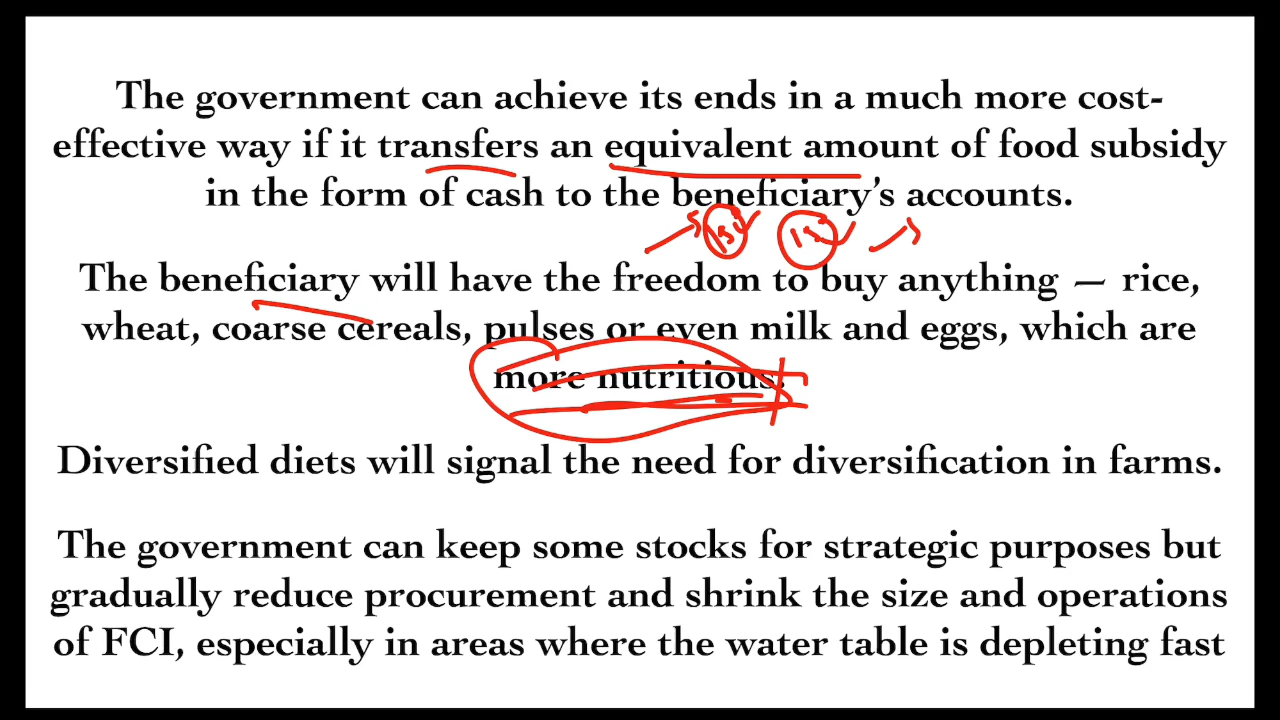 The government can achieve its ends in a much more cost-
effective way if it transfers an equivalent amount of food subsidy
in the form of cash to the beneficiary's accounts.
The beneficiary will have the freedom to buy anything — rice,
wheat, coarse cereals, pulses or even milk and eggs, which are
more nutritious.
Diversified diets will signal the need for diversification in farms.
The government can keep some stocks for strategic purposes but
gradually reduce procurement and shrink the size and operations
of FCI, especially in areas where the water table is depleting fast